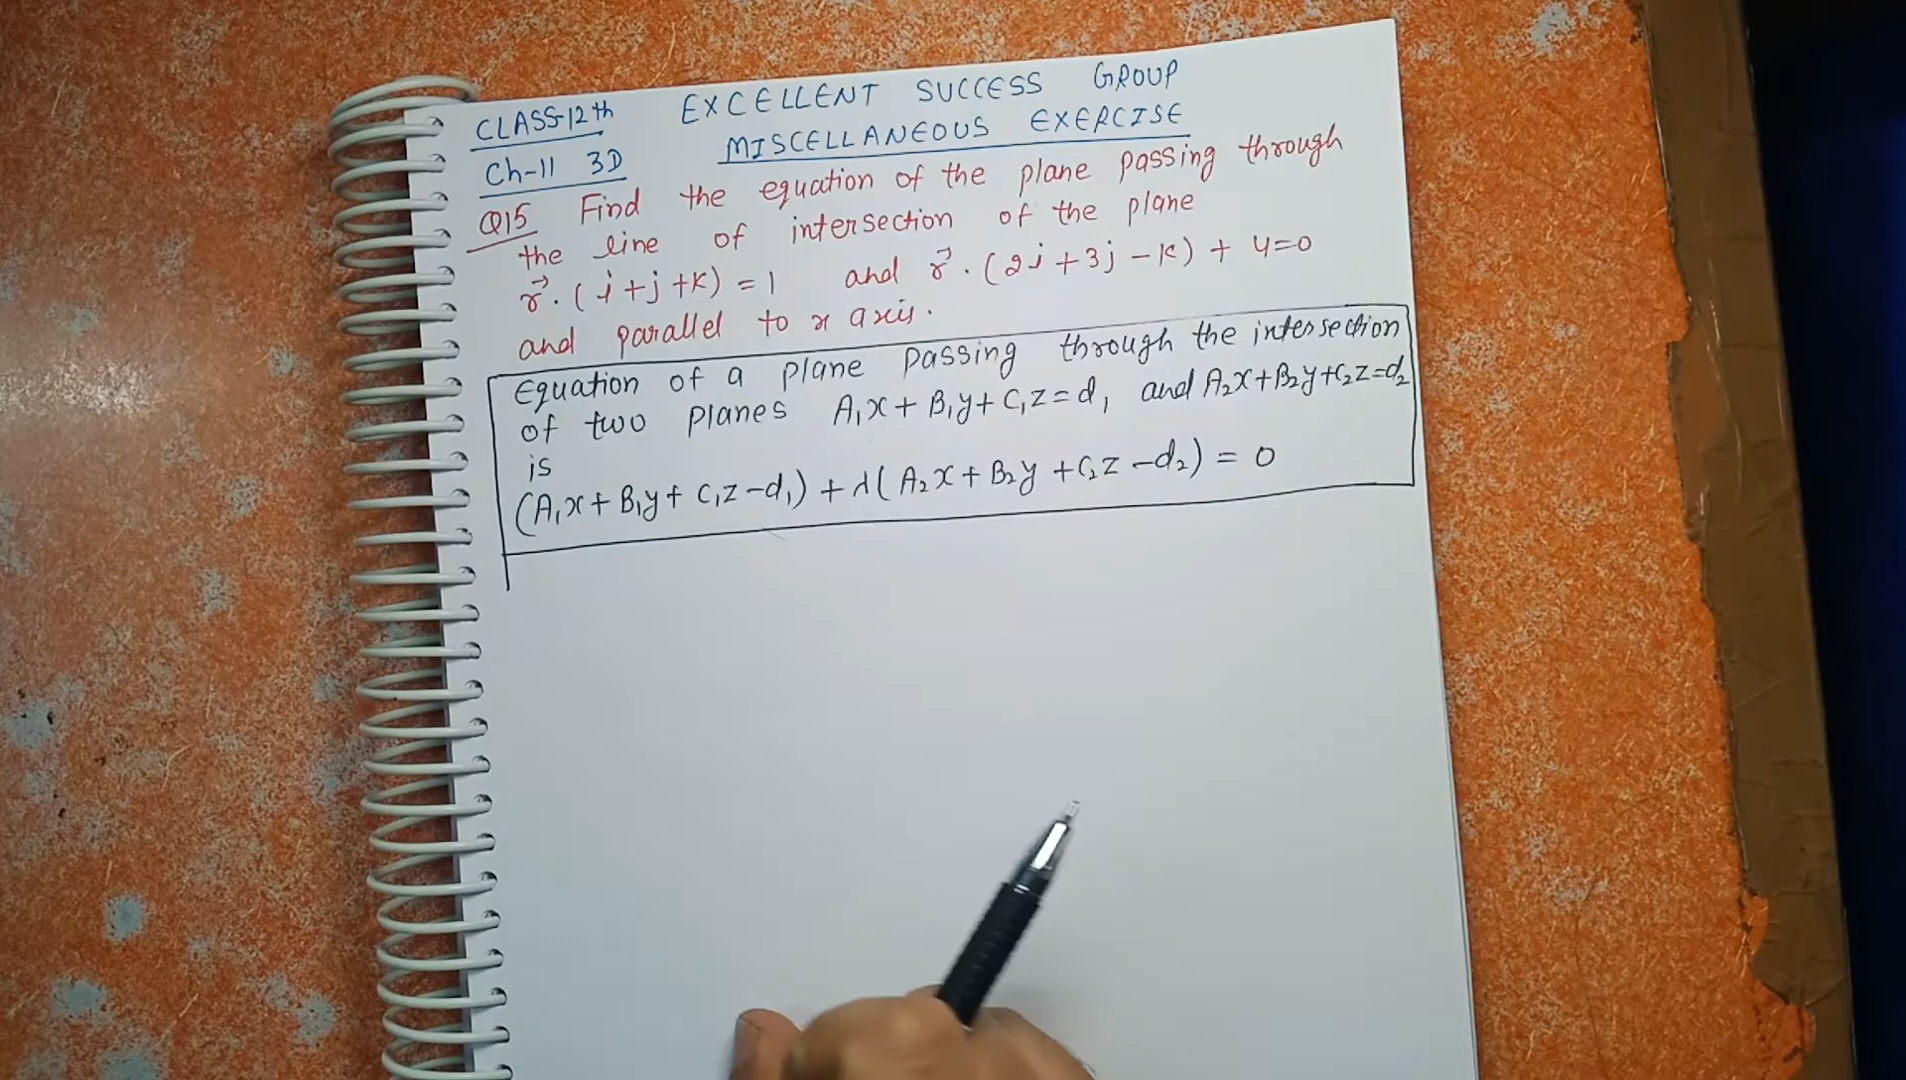 CLASS-12th EXCELLENT SUCCESS GROUP
Ch-11 3D MISCELLANEOUS EXERCISE
Q15 Find the equation of the plane passing through
the line of intersection of the plane
r⃗.(i+j+k) = 1 and r⃗.(2i+3j-k) + 4=0
and parallel to x axis.
Equation of a plane passing through the intersection
of two planes A₁x + B₁y + C₁z = d₁ and A₂x+B₂y+C₂z=d₂
is
(A₁x + B₁y + C₁z - d₁) + λ(A₂x + B₂y + C₂z - d₂) = 0